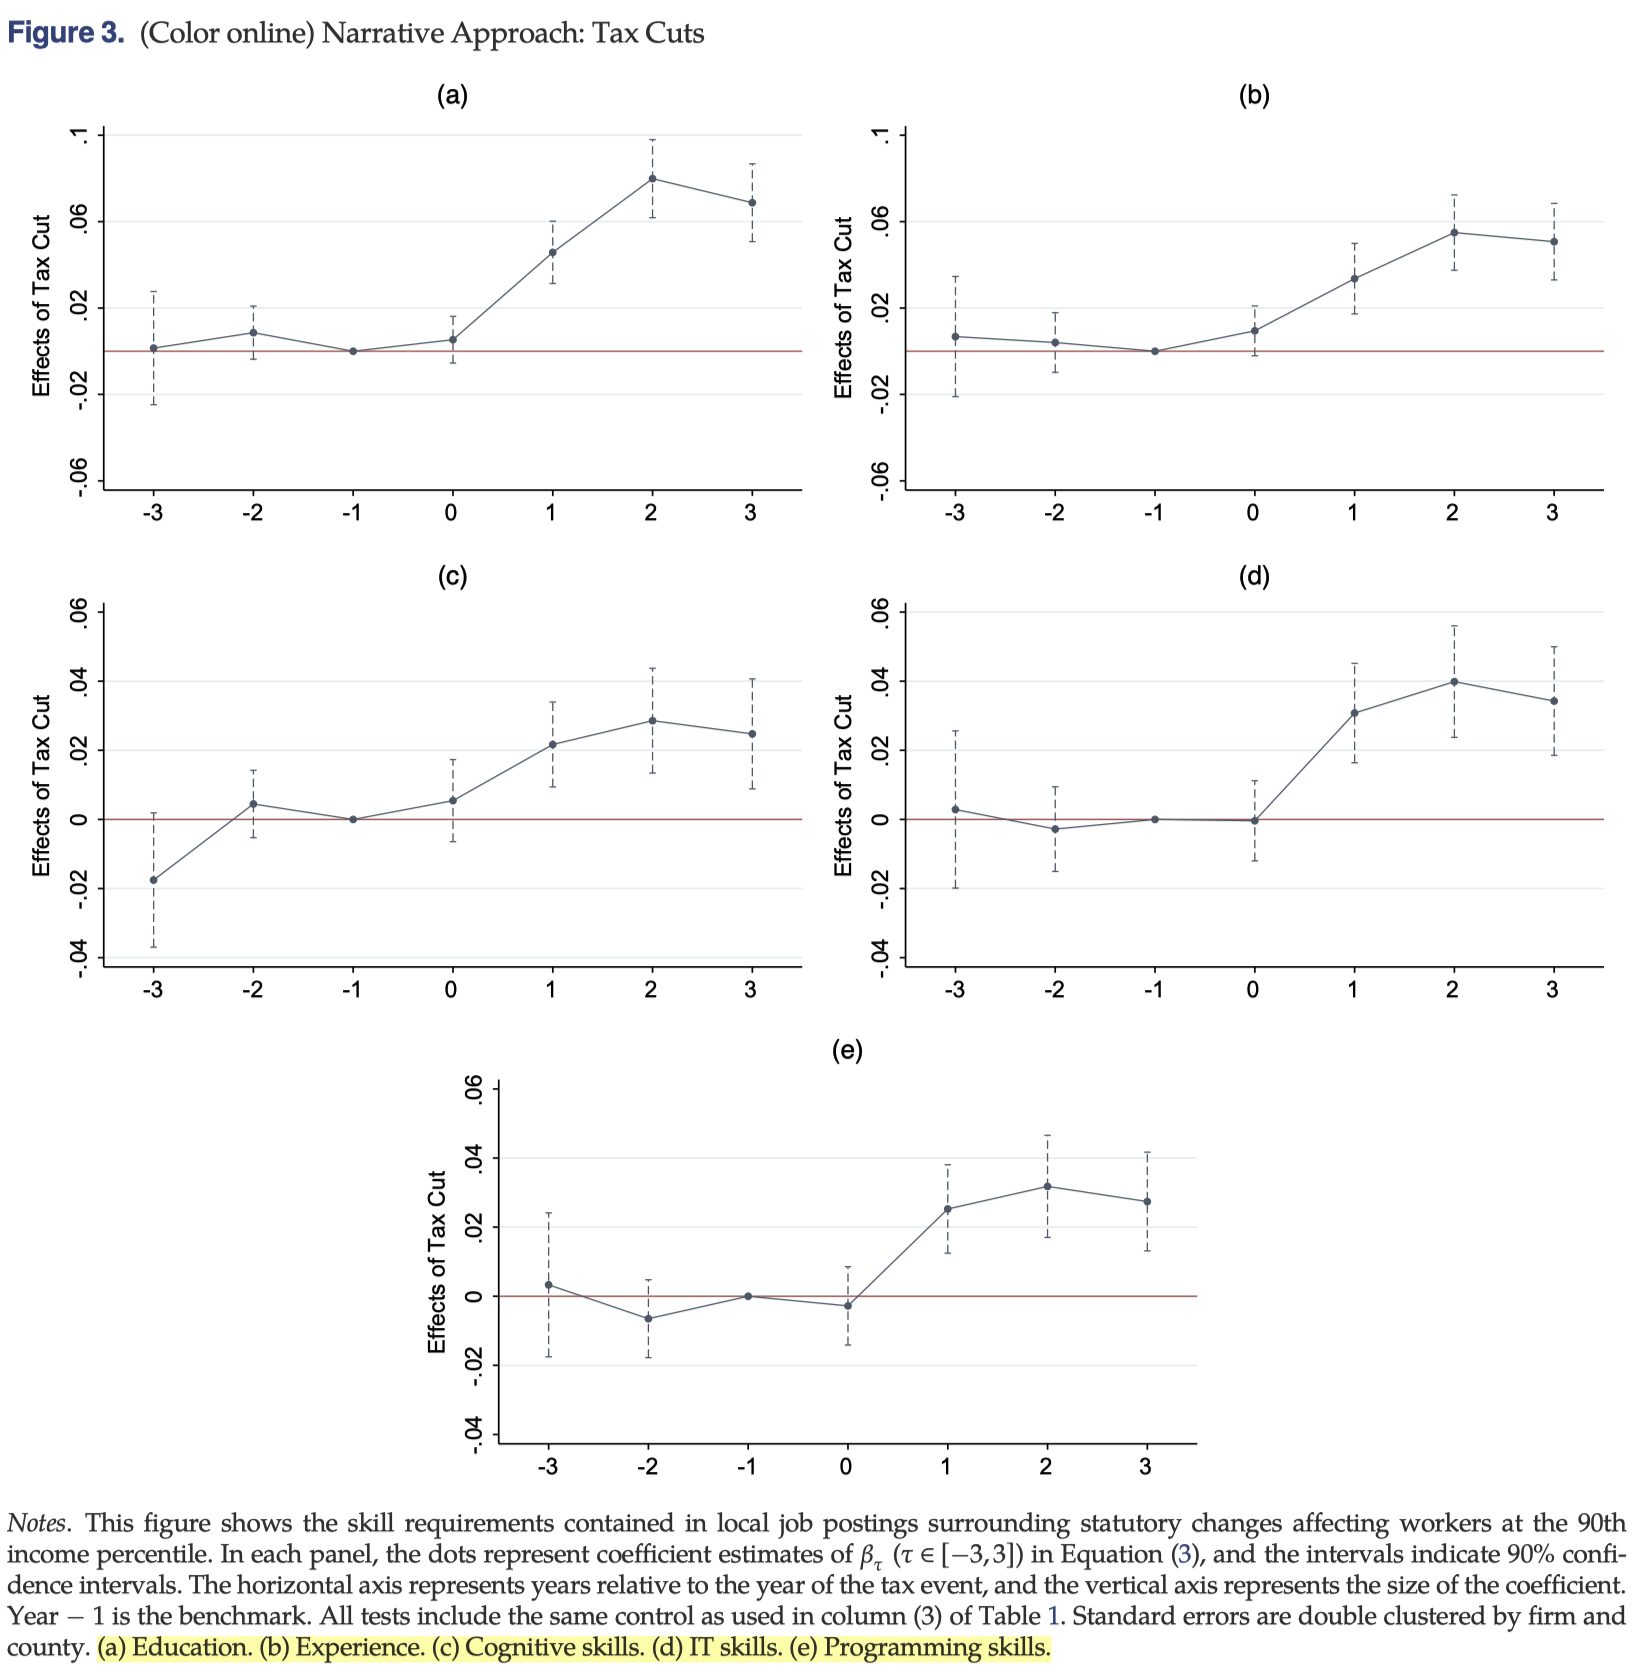 Figure 3. (Color online) Narrative Approach: Tax Cuts
(a)
Effects of Tax Cut
.1
.06
.02
-.02
-.06
-3 -2 -1 0 1 2 3
(b)
Effects of Tax Cut
.1
.06
.02
-.02
-.06
-3 -2 -1 0 1 2 3
(c)
Effects of Tax Cut
.06
.04
.02
0
-.02
-.04
-3 -2 -1 0 1 2 3
(d)
Effects of Tax Cut
.06
.04
.02
0
-.02
-.04
-3 -2 -1 0 1 2 3
(e)
Effects of Tax Cut
.06
.04
.02
0
-.02
-.04
-3 -2 -1 0 1 2 3
Notes. This figure shows the skill requirements contained in local job postings surrounding statutory changes affecting workers at the 90th
income percentile. In each panel, the dots represent coefficient estimates of βτ (τ ∈ [−3, 3]) in Equation (3), and the intervals indicate 90% confi-
dence intervals. The horizontal axis represents years relative to the year of the tax event, and the vertical axis represents the size of the coefficient.
Year − 1 is the benchmark. All tests include the same control as used in column (3) of Table 1. Standard errors are double clustered by firm and
county. (a) Education. (b) Experience. (c) Cognitive skills. (d) IT skills. (e) Programming skills.